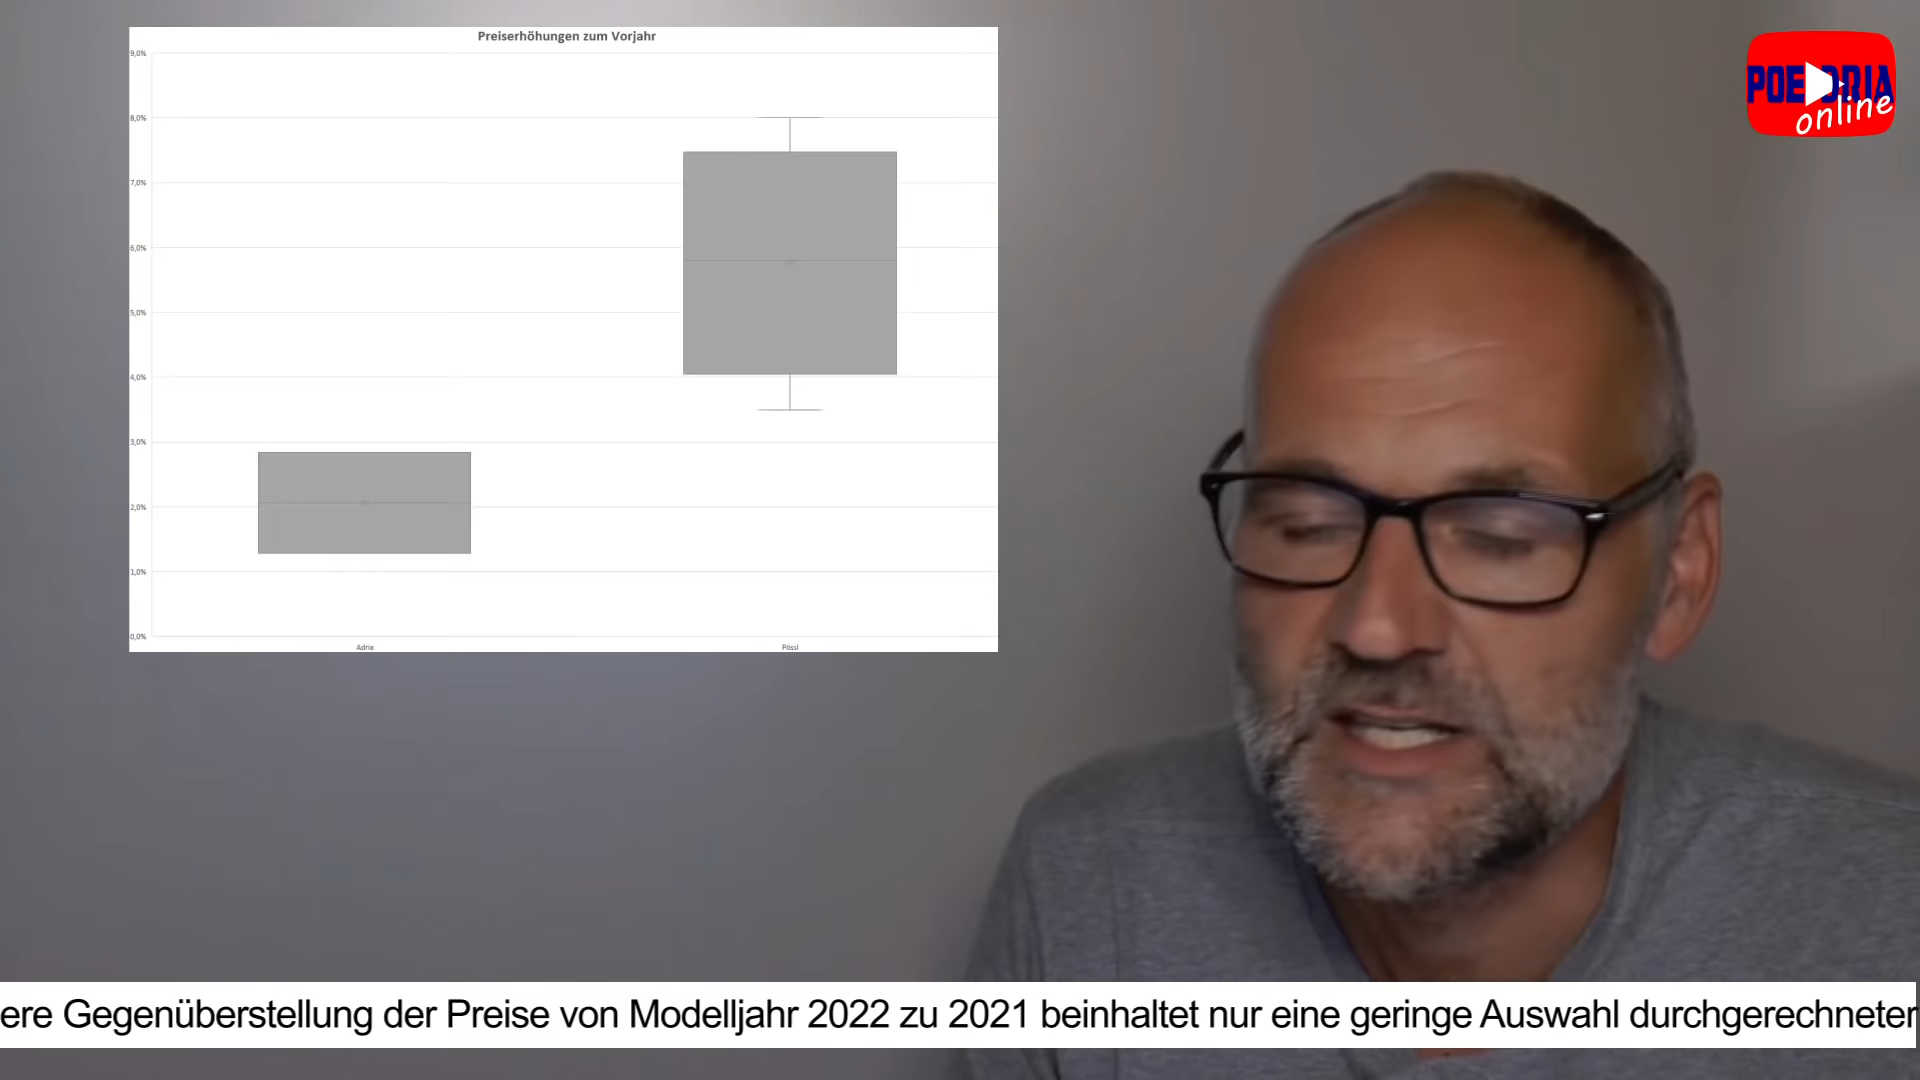 Preiserhöhungen zum Vorjahr
9,0%
8,0%
7,0%
6,0%
5,0%
4,0%
3,0%
2,0%
1,0%
0,0%
Adria
Pössl
online
ere Gegenüberstellung der Preise von Modelljahr 2022 zu 2021 beinhaltet nur eine geringe Auswahl durchgerechneter